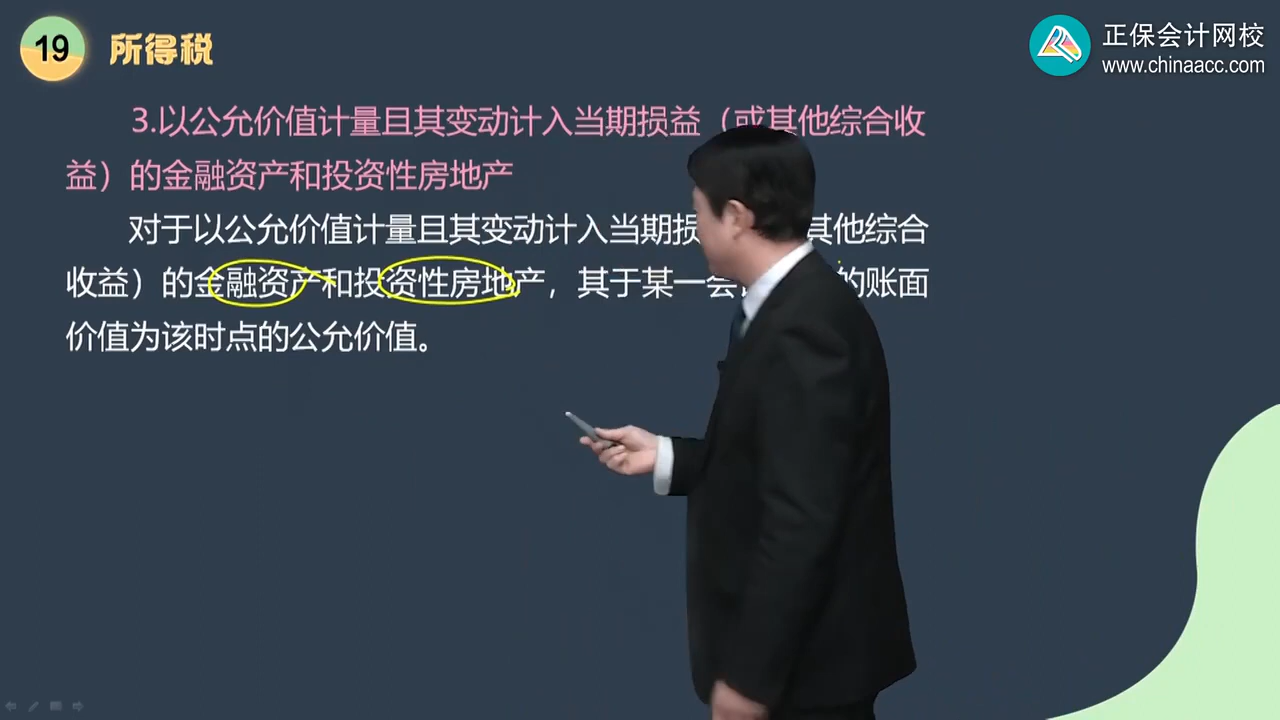 19 所得税
正保会计网校
www.chinaacc.com
3.以公允价值计量且其变动计入当期损益（或其他综合收
益）的金融资产和投资性房地产
对于以公允价值计量且其变动计入当期损 其他综合
收益）的金融资产和投资性房地产，其于某一会 的账面
价值为该时点的公允价值。